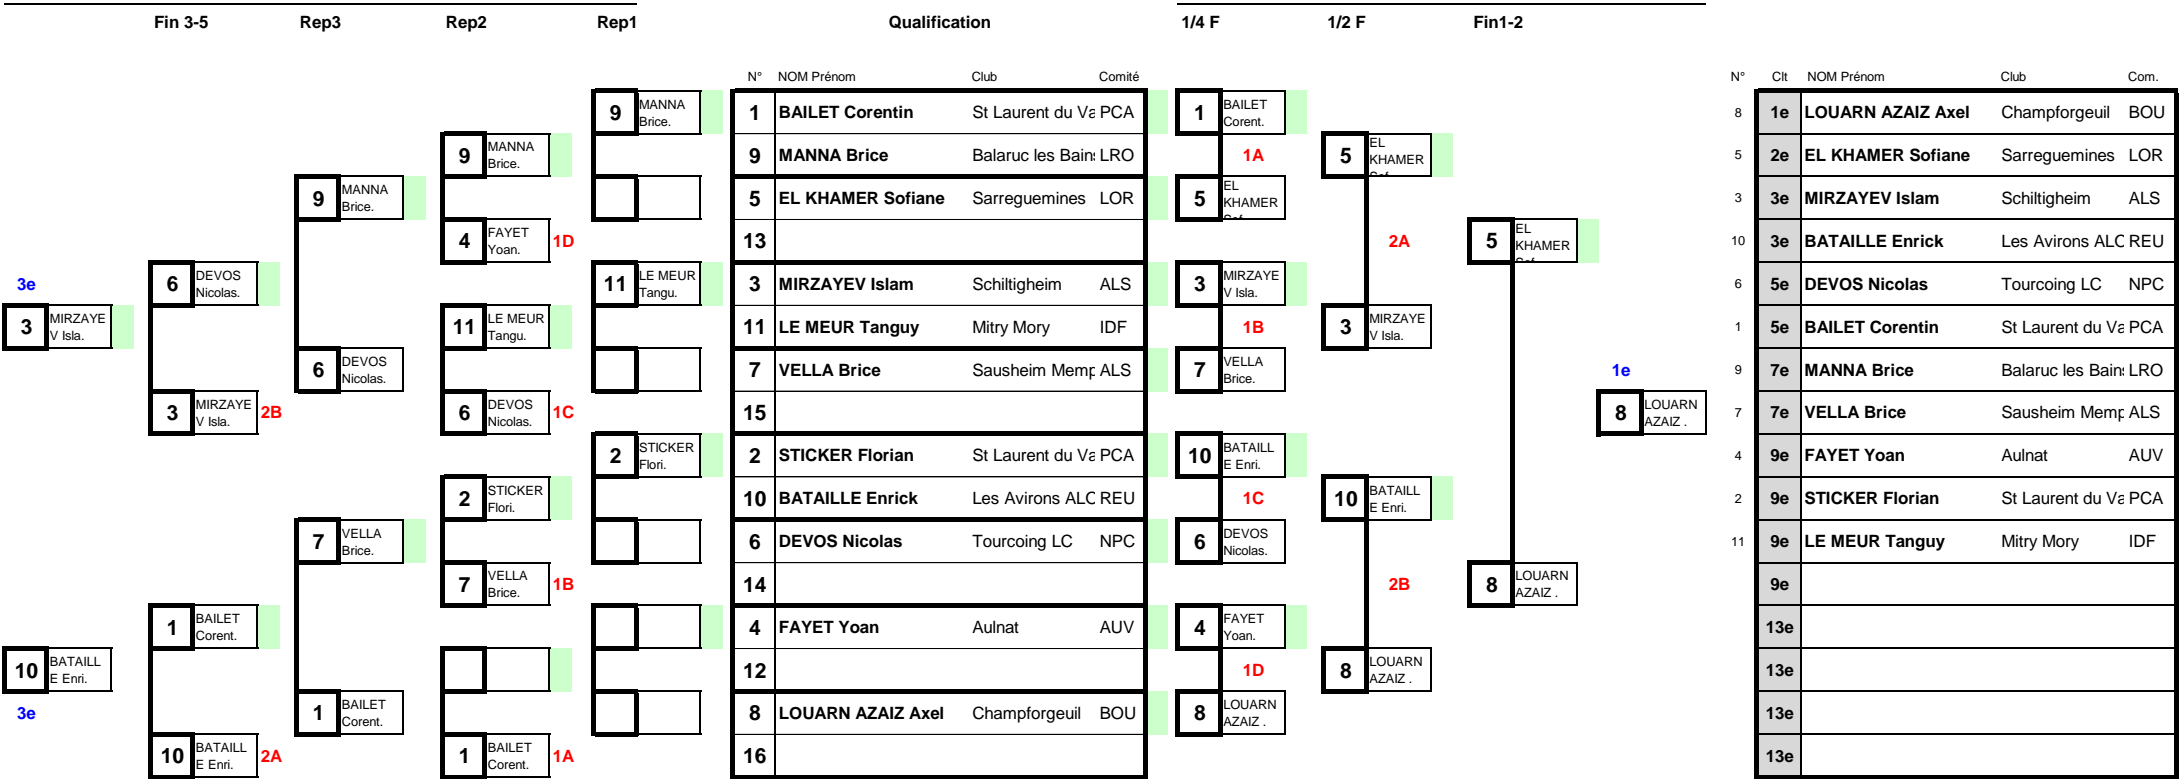 Fin 3-5 Rep3 Rep2 Rep1 Qualification 1/4 F 1/2 F Fin1-2
N° NOM Prénom Club Comité N° Clt NOM Prénom Club Com.
9 MANNA Brice. 1 BAILET Corentin St Laurent du Va PCA 1 BAILET Corent. 8 1e LOUARN AZAIZ Axel Champforgeuil BOU
9 MANNA Brice. 9 MANNA Brice Balaruc les Bain: LRO 1A 5 EL KHAMER 5 2e EL KHAMER Sofiane Sarreguemines LOR
9 MANNA Brice. 5 EL KHAMER Sofiane Sarreguemines LOR 5 EL KHAMER 3 3e MIRZAYEV Islam Schiltigheim ALS
4 FAYET Yoan. 1D 13 2A 5 EL KHAMER 10 3e BATAILLE Enrick Les Avirons ALC REU
3e 6 DEVOS Nicolas. 11 LE MEUR Tangu. 3 MIRZAYEV Islam Schiltigheim ALS 3 MIRZAYE V Isla. 6 5e DEVOS Nicolas Tourcoing LC NPC
3 MIRZAYE V Isla. 11 LE MEUR Tangu. 11 LE MEUR Tanguy Mitry Mory IDF 1B 3 MIRZAYE V Isla. 1 5e BAILET Corentin St Laurent du Va PCA
6 DEVOS Nicolas. 7 VELLA Brice Sausheim Memp ALS 7 VELLA Brice. 1e 9 7e MANNA Brice Balaruc les Bain: LRO
3 MIRZAYE V Isla. 2B 6 DEVOS Nicolas. 1C 15 8 LOUARN AZAIZ . 7 7e VELLA Brice Sausheim Memp ALS
2 STICKER Flori. 2 STICKER Florian St Laurent du Va PCA 10 BATAILL E Enri. 4 9e FAYET Yoan Aulnat AUV
2 STICKER Flori. 10 BATAILLE Enrick Les Avirons ALC REU 1C 10 BATAILL E Enri. 2 9e STICKER Florian St Laurent du Va PCA
7 VELLA Brice. 6 DEVOS Nicolas Tourcoing LC NPC 6 DEVOS Nicolas. 11 9e LE MEUR Tanguy Mitry Mory IDF
7 VELLA Brice. 1B 14 2B 8 LOUARN AZAIZ . 9e
1 BAILET Corent. 4 FAYET Yoan Aulnat AUV 4 FAYET Yoan. 13e
10 BATAILL E Enri. 12 1D 8 LOUARN AZAIZ . 13e
3e 1 BAILET Corent. 8 LOUARN AZAIZ Axel Champforgeuil BOU 8 LOUARN AZAIZ . 13e
10 BATAILL E Enri. 2A 1 BAILET Corent. 1A 16 13e